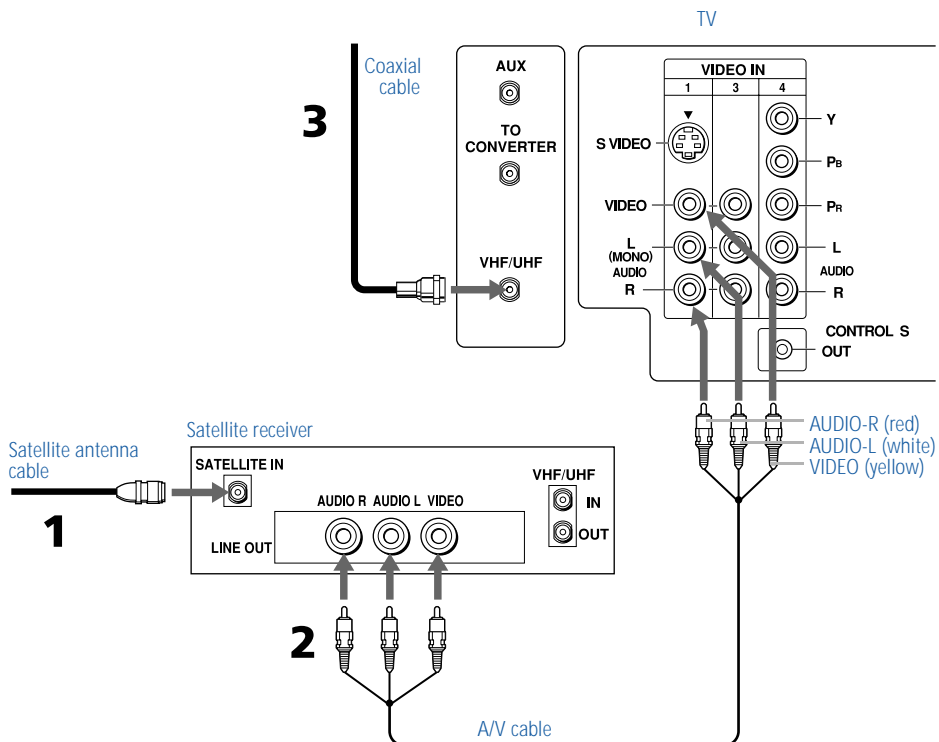 TV
Coaxial
cable
3
AUX
TO
CONVERTER
VHF/UHF
VIDEO IN
1 3 4
S VIDEO
VIDEO
L
(MONO)
AUDIO
R
Y
PB
PR
L
AUDIO
R
CONTROL S
OUT
AUDIO-R (red)
AUDIO-L (white)
VIDEO (yellow)
Satellite antenna
cable
1
Satellite receiver
SATELLITE IN
AUDIO R AUDIO L VIDEO
LINE OUT
VHF/UHF
IN
OUT
2
A/V cable